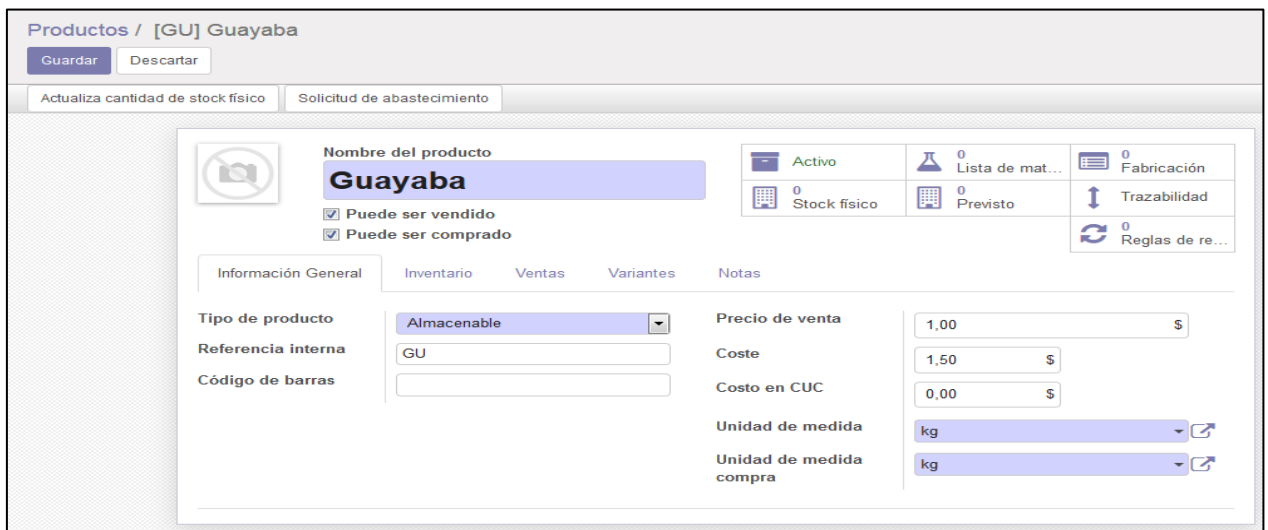 Productos / [GU] Guayaba
Guardar Descartar
Actualiza cantidad de stock físico Solicitud de abastecimiento
Nombre del producto
Guayaba
Puede ser vendido
Puede ser comprado
Activo
0
Lista de mat...
0
Fabricación
0
Stock físico
0
Previsto
Trazabilidad
0
Reglas de re...
Información General Inventario Ventas Variantes Notas
Tipo de producto Almacenable
Referencia interna GU
Código de barras
Precio de venta 1,00 $
Coste 1,50 $
Costo en CUC 0,00 $
Unidad de medida kg
Unidad de medida
compra kg